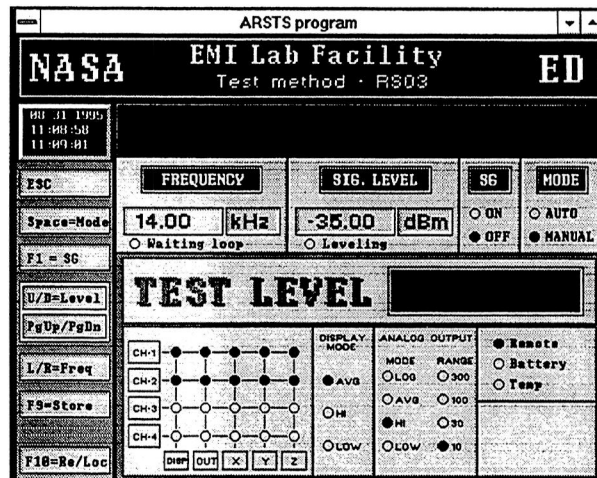 ARSTS program
NASA
EMI Lab Facility
Test method · RS03
ED
08 31 1995
11:08:58
11:09:01
ESC
Space=Mode
F1 = SG
U/D=Level
PgUp/PgDn
L/R=Freq
F9=Store
F10=Re/Loc
FREQUENCY
14.00 kHz
Waiting loop
SIG. LEVEL
-35.00 dBm
Leveling
SG
ON
OFF
MODE
AUTO
MANUAL
TEST LEVEL
CH-1
CH-2
CH-3
CH-4
DISP OUT X Y Z
DISPLAY MODE
AVG
HI
LOW
ANALOG OUTPUT
MODE RANGE
LOG 300
AVG 100
HI 30
LOW 10
Remote
Battery
Temp